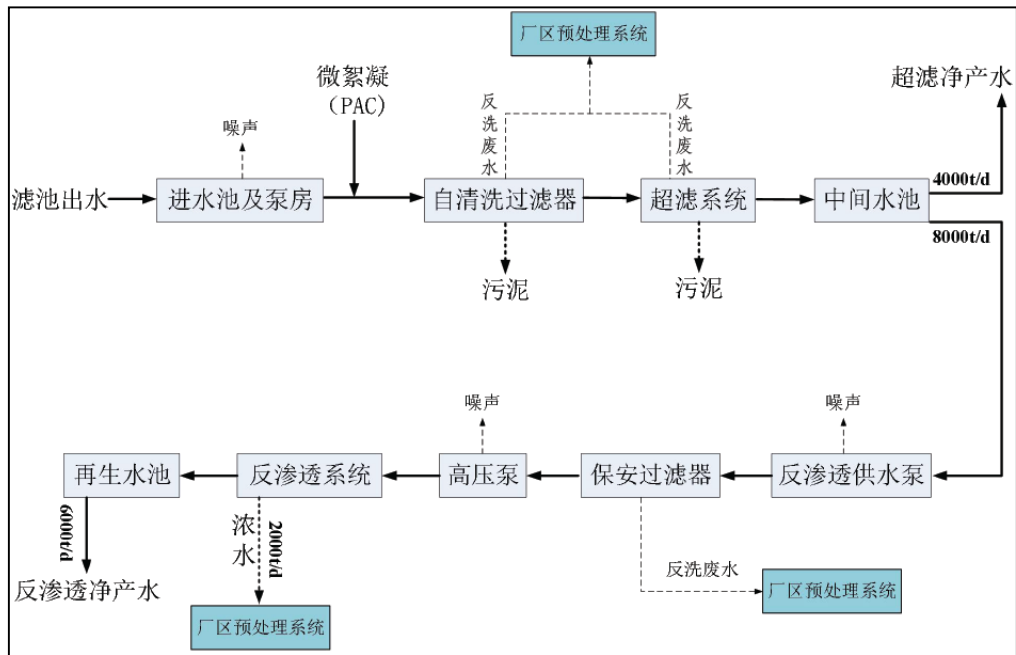 厂区预处理系统
微絮凝
（PAC）
超滤净产水
噪声
反洗废水
反洗废水
滤池出水
进水池及泵房
自清洗过滤器
超滤系统
中间水池
4000t/d
8000t/d
污泥
污泥
噪声
噪声
再生水池
反渗透系统
高压泵
保安过滤器
反渗透供水泵
6000t/d
浓水
2000t/d
反渗透净产水
反洗废水
厂区预处理系统
厂区预处理系统